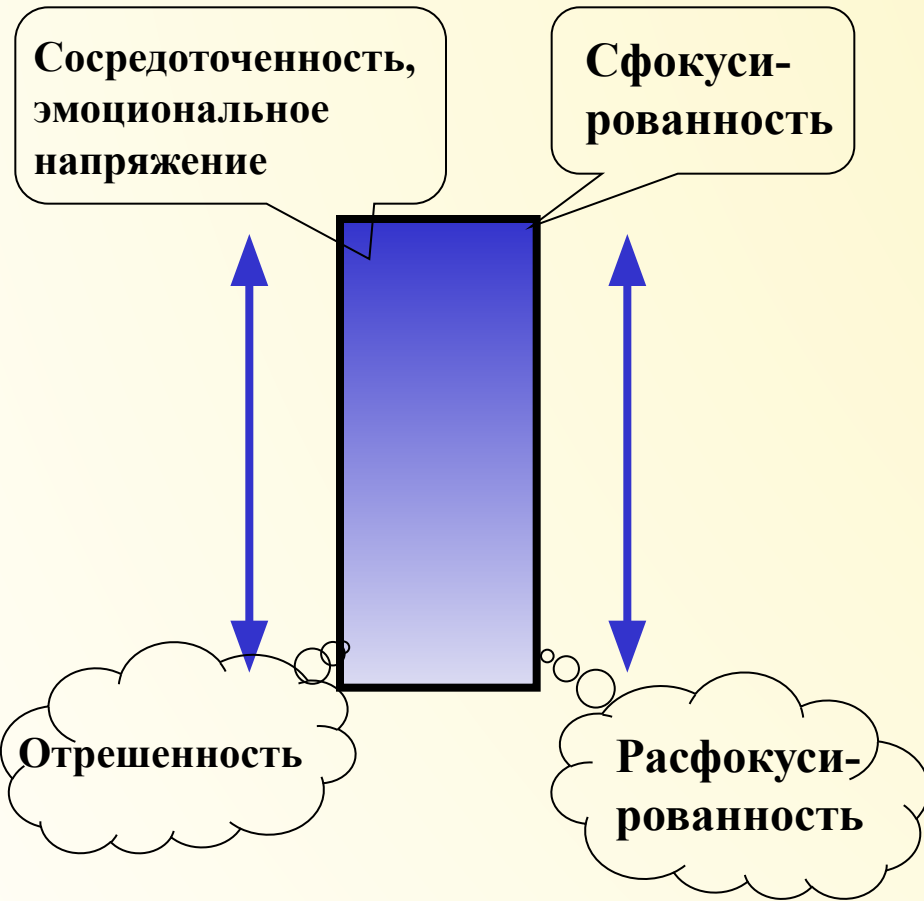 Сосредоточенность,
эмоциональное
напряжение
Сфокуси-
рованность
Отрешенность
Расфокуси-
рованность